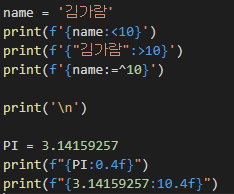 name = '김가람'
print(f'{name:<10}')
print(f'{"김가람":>10}')
print(f'{name:=^10}')
print('\n')
PI = 3.14159257
print(f"{PI:0.4f}")
print(f"{3.14159257:10.4f}")